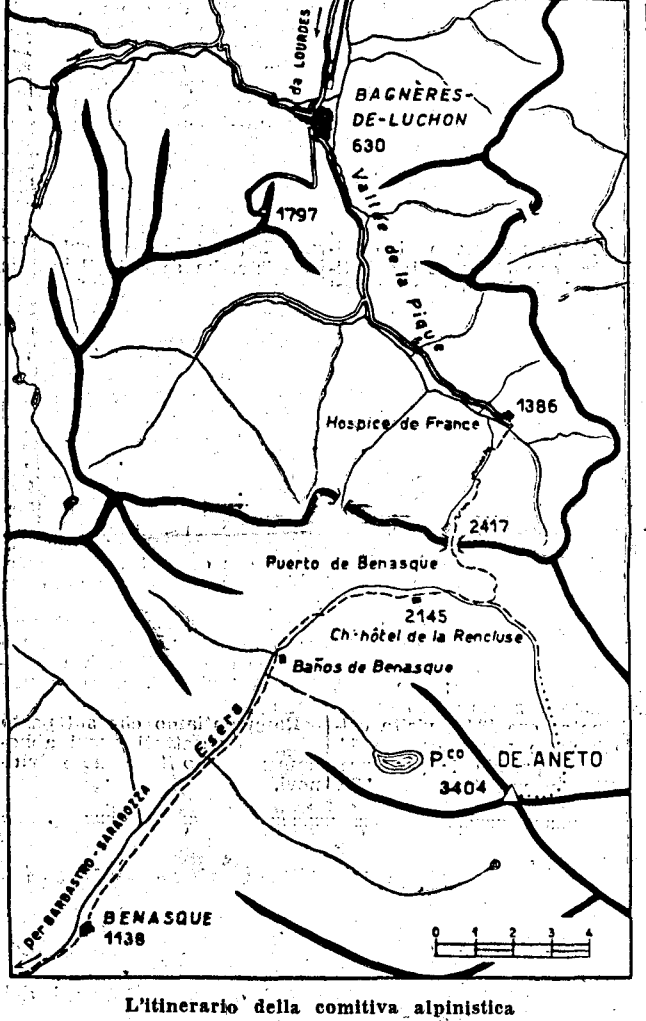 da LOURDES
BAGNÈRÈS-
DE-LUCHON
630
Vallée de la Pique
1797
1386
Hospice de France
2417
Puerto de Benasque
2145
Ch-hôtel de la Rencluse
Baños de Benasque
Esera
P.co DE ANETO
3404
per BARBASTRO-SARAROZZA
BENASQUE
1138
0 1 2 3 4
L'itinerario della comitiva alpinistica